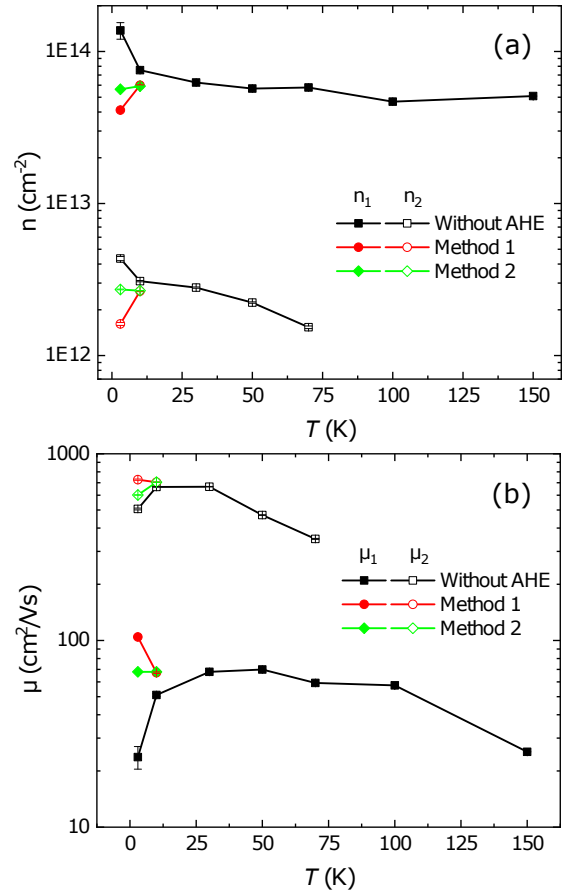 (a)
1E14
1E13
1E12
n (cm⁻²)
n₁ n₂
Without AHE
Method 1
Method 2
0 25 50 75 100 125 150
T (K)
(b)
1000
100
10
μ (cm²/Vs)
μ₁ μ₂
Without AHE
Method 1
Method 2
0 25 50 75 100 125 150
T (K)